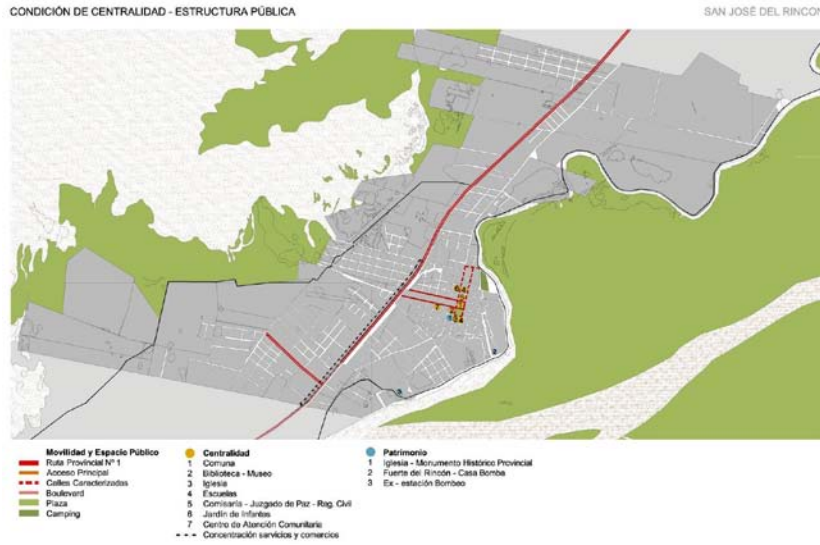 CONDICIÓN DE CENTRALIDAD - ESTRUCTURA PÚBLICA
SAN JOSÉ DEL RINCON
Movilidad y Espacio Público
Ruta Provincial Nº 1
Acceso Principal
Calles Caracterizadas
Boulevard
Plaza
Camping
Centralidad
1 Comuna
2 Biblioteca - Museo
3 Iglesia
4 Escuelas
5 Comisaría - Juzgado de Paz - Reg. Civil
6 Jardín de Infantes
7 Centro de Atención Comunitaria
Concentración servicios y comercios
Patrimonio
1 Iglesia - Monumento Histórico Provincial
2 Fuerte del Rincón - Casa Bomba
3 Ex - estación Bombeo